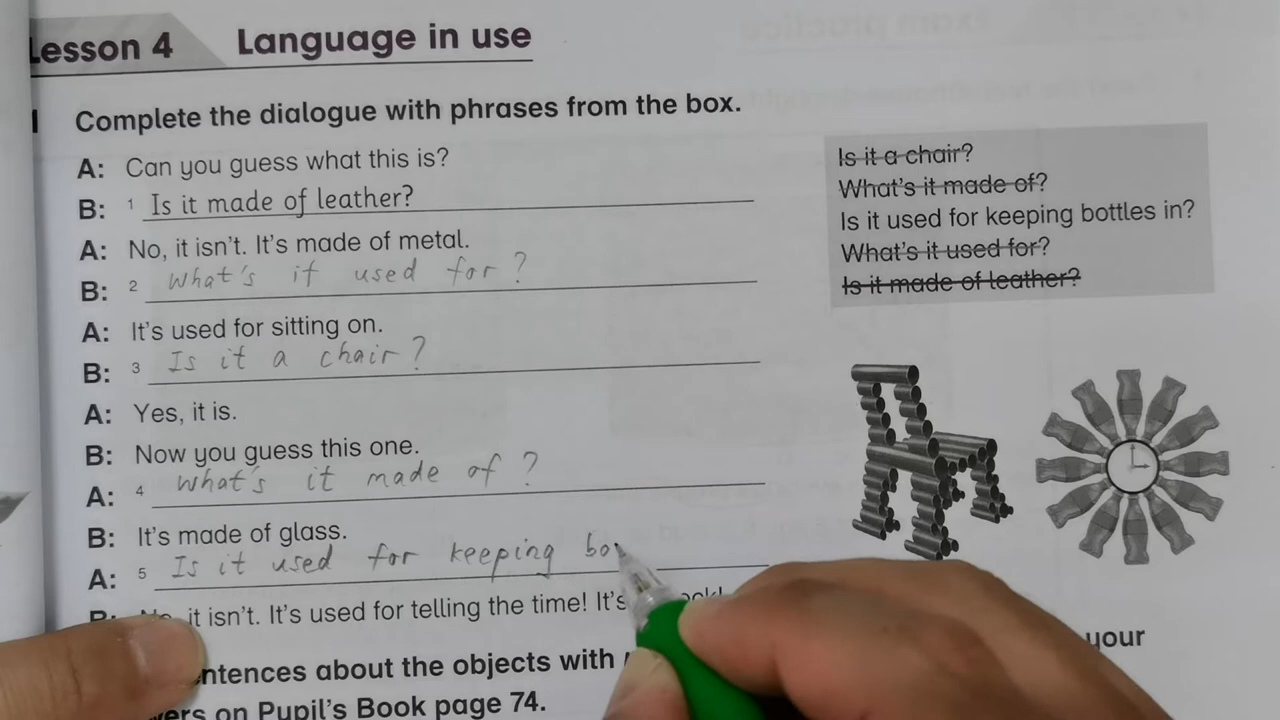 Lesson 4 Language in use
Complete the dialogue with phrases from the box.
A: Can you guess what this is?
B: 1 Is it made of leather?
A: No, it isn't. It's made of metal.
B: 2 What's it used for?
A: It's used for sitting on.
B: 3 Is it a chair?
A: Yes, it is.
B: Now you guess this one.
A: 4 What's it made of?
B: It's made of glass.
A: 5 Is it used for keeping
it isn't. It's used for telling the time! It's
about the objects with
your
on Pupil's Book page 74.
Is it a chair?
What's it made of?
Is it used for keeping bottles in?
What's it used for?
Is it made of leather?